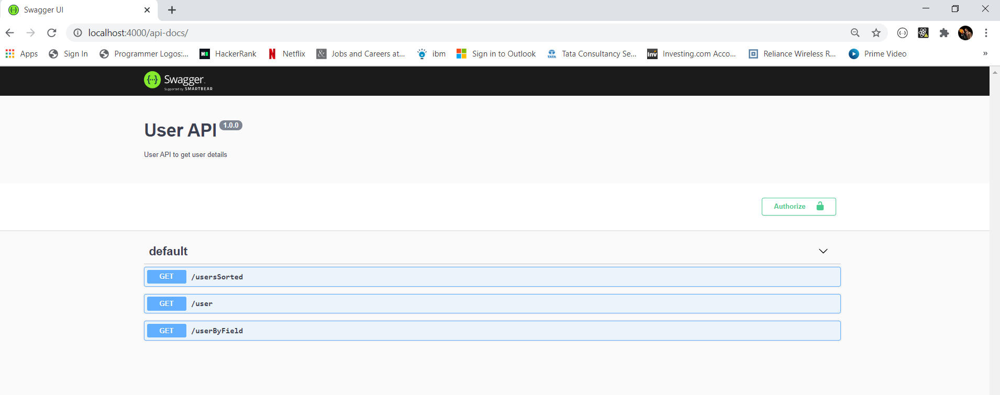 Swagger UI
localhost:4000/api-docs/
Apps Sign In Programmer Logos:... HackerRank Netflix Jobs and Careers at... ibm Sign in to Outlook Tata Consultancy Se... Investing.com Acco... Reliance Wireless R... Prime Video »
Swagger.
Supported by SMARTBEAR
User API 1.0.0
User API to get user details
Authorize
default
GET /usersSorted
GET /user
GET /userByField